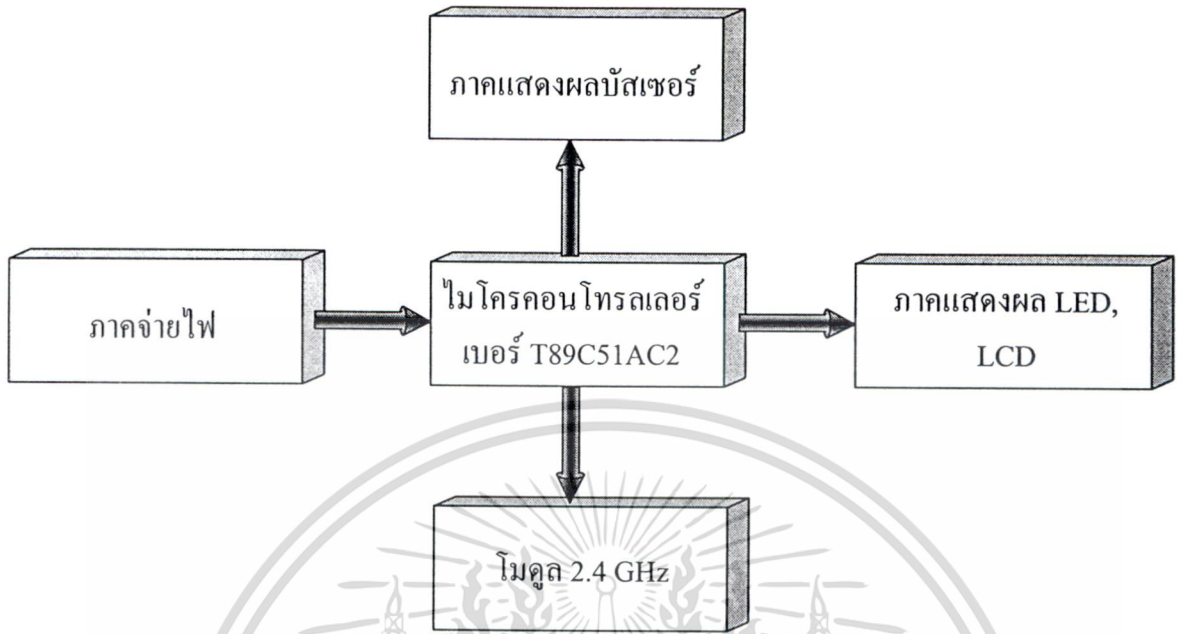 ภาคแสดงผลบัสเซอร์
ภาคจ่ายไฟ
ไมโครคอนโทรลเลอร์
เบอร์ T89C51AC2
ภาคแสดงผล LED,
LCD
โมดูล 2.4 GHz